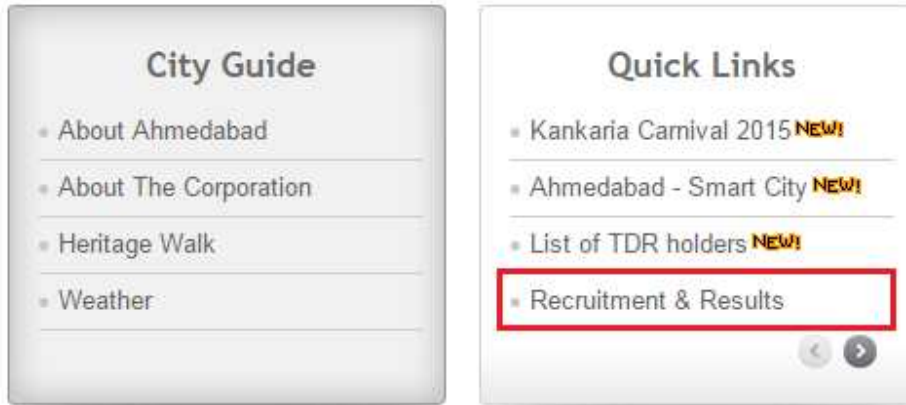 City Guide
About Ahmedabad
About The Corporation
Heritage Walk
Weather
Quick Links
Kankaria Carnival 2015 NEW!
Ahmedabad - Smart City NEW!
List of TDR holders NEW!
Recruitment & Results